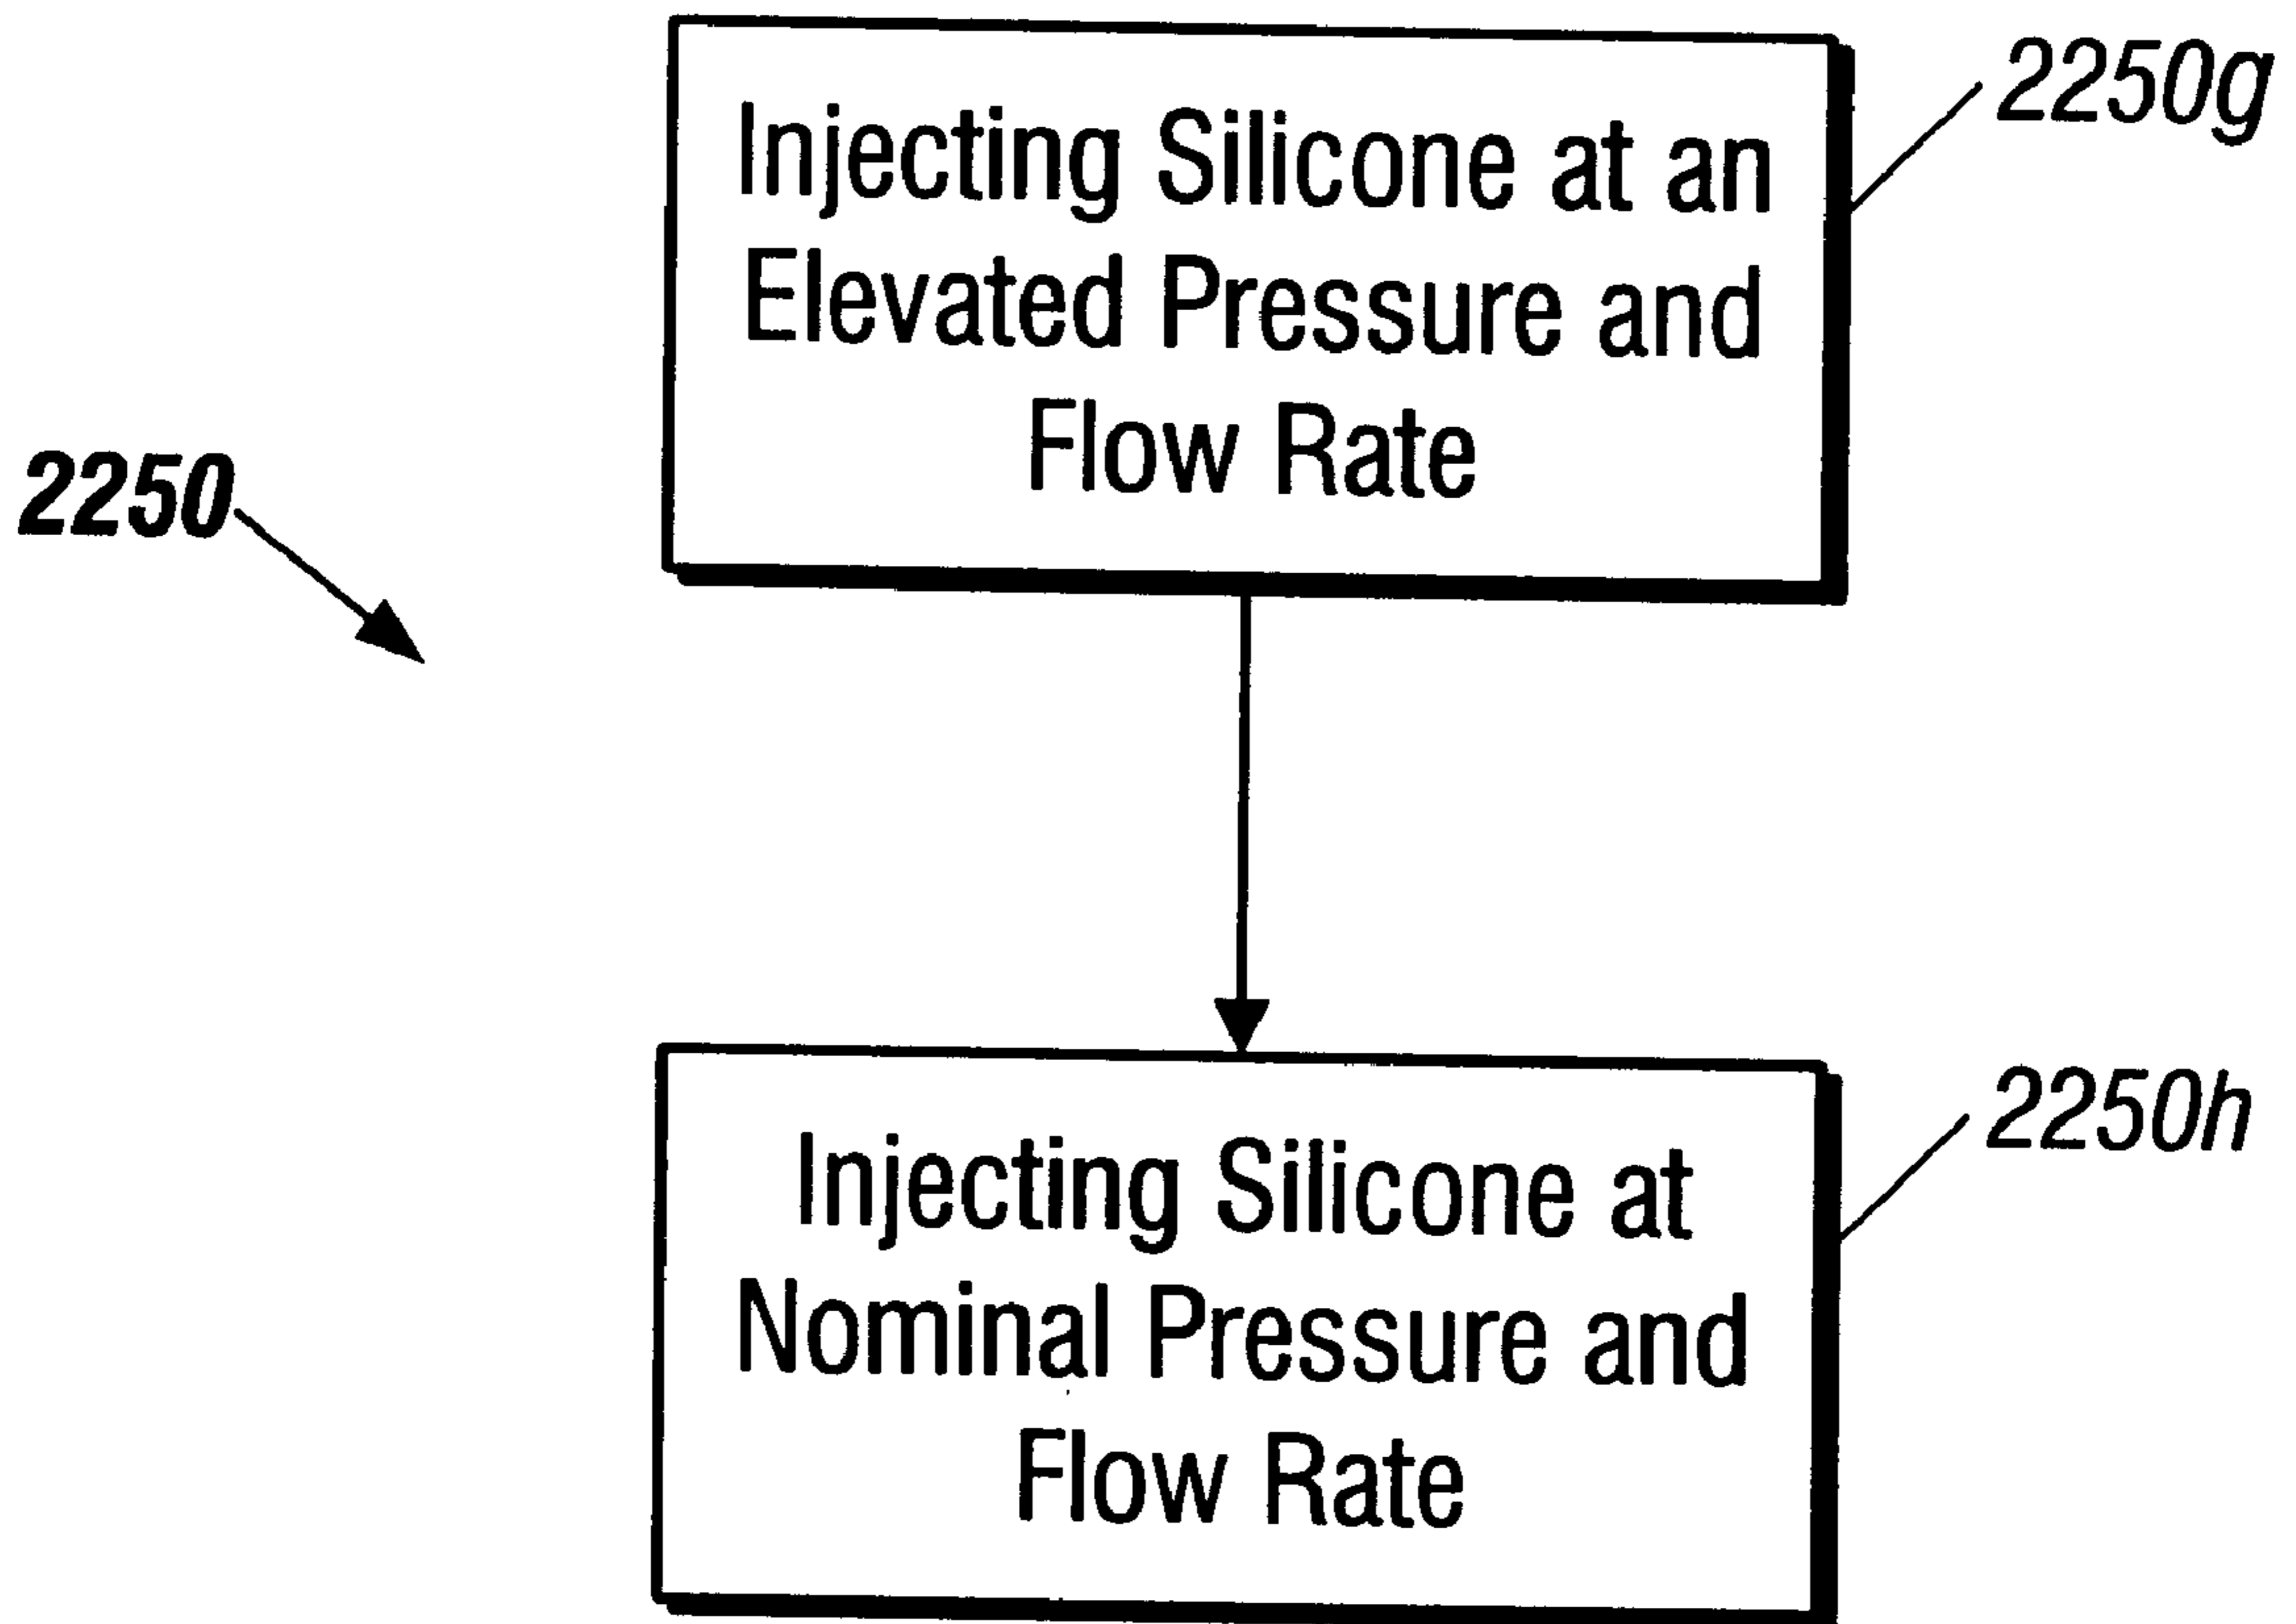 Injecting Silicone at an
Elevated Pressure and
Flow Rate
2250g
2250
Injecting Silicone at
Nominal Pressure and
Flow Rate
2250h